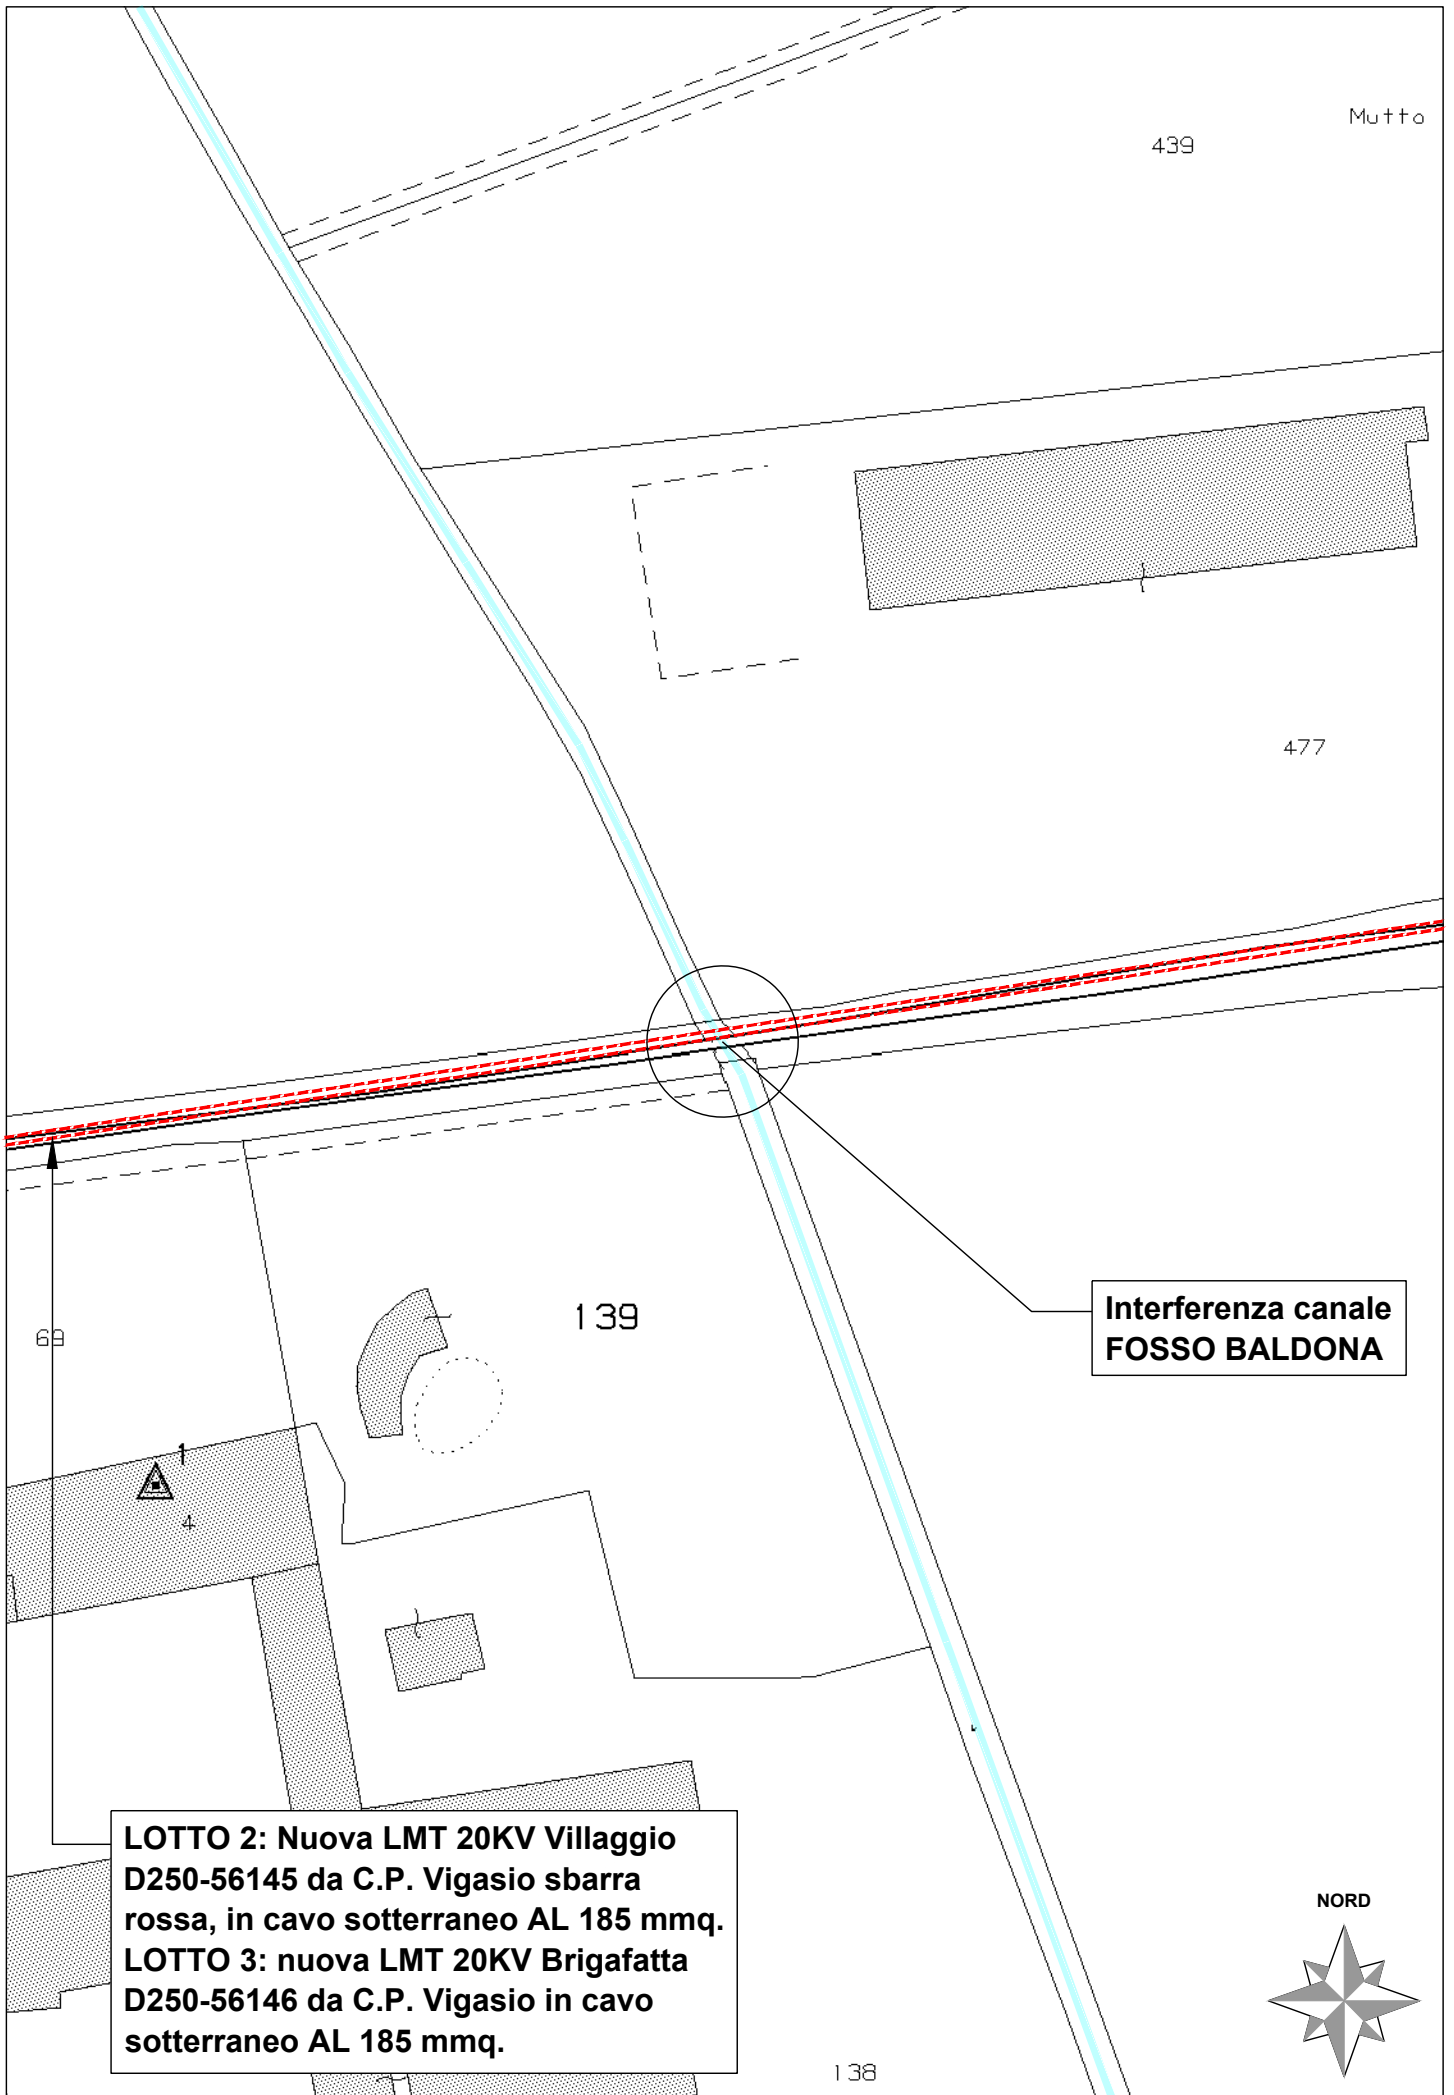 Mutto
439
477
139
Interferenza canale
FOSSO BALDONA
69
1
4
LOTTO 2: Nuova LMT 20KV Villaggio
D250-56145 da C.P. Vigasio sbarra
rossa, in cavo sotterraneo AL 185 mmq.
LOTTO 3: nuova LMT 20KV Brigafatta
D250-56146 da C.P. Vigasio in cavo
sotterraneo AL 185 mmq.
NORD
138